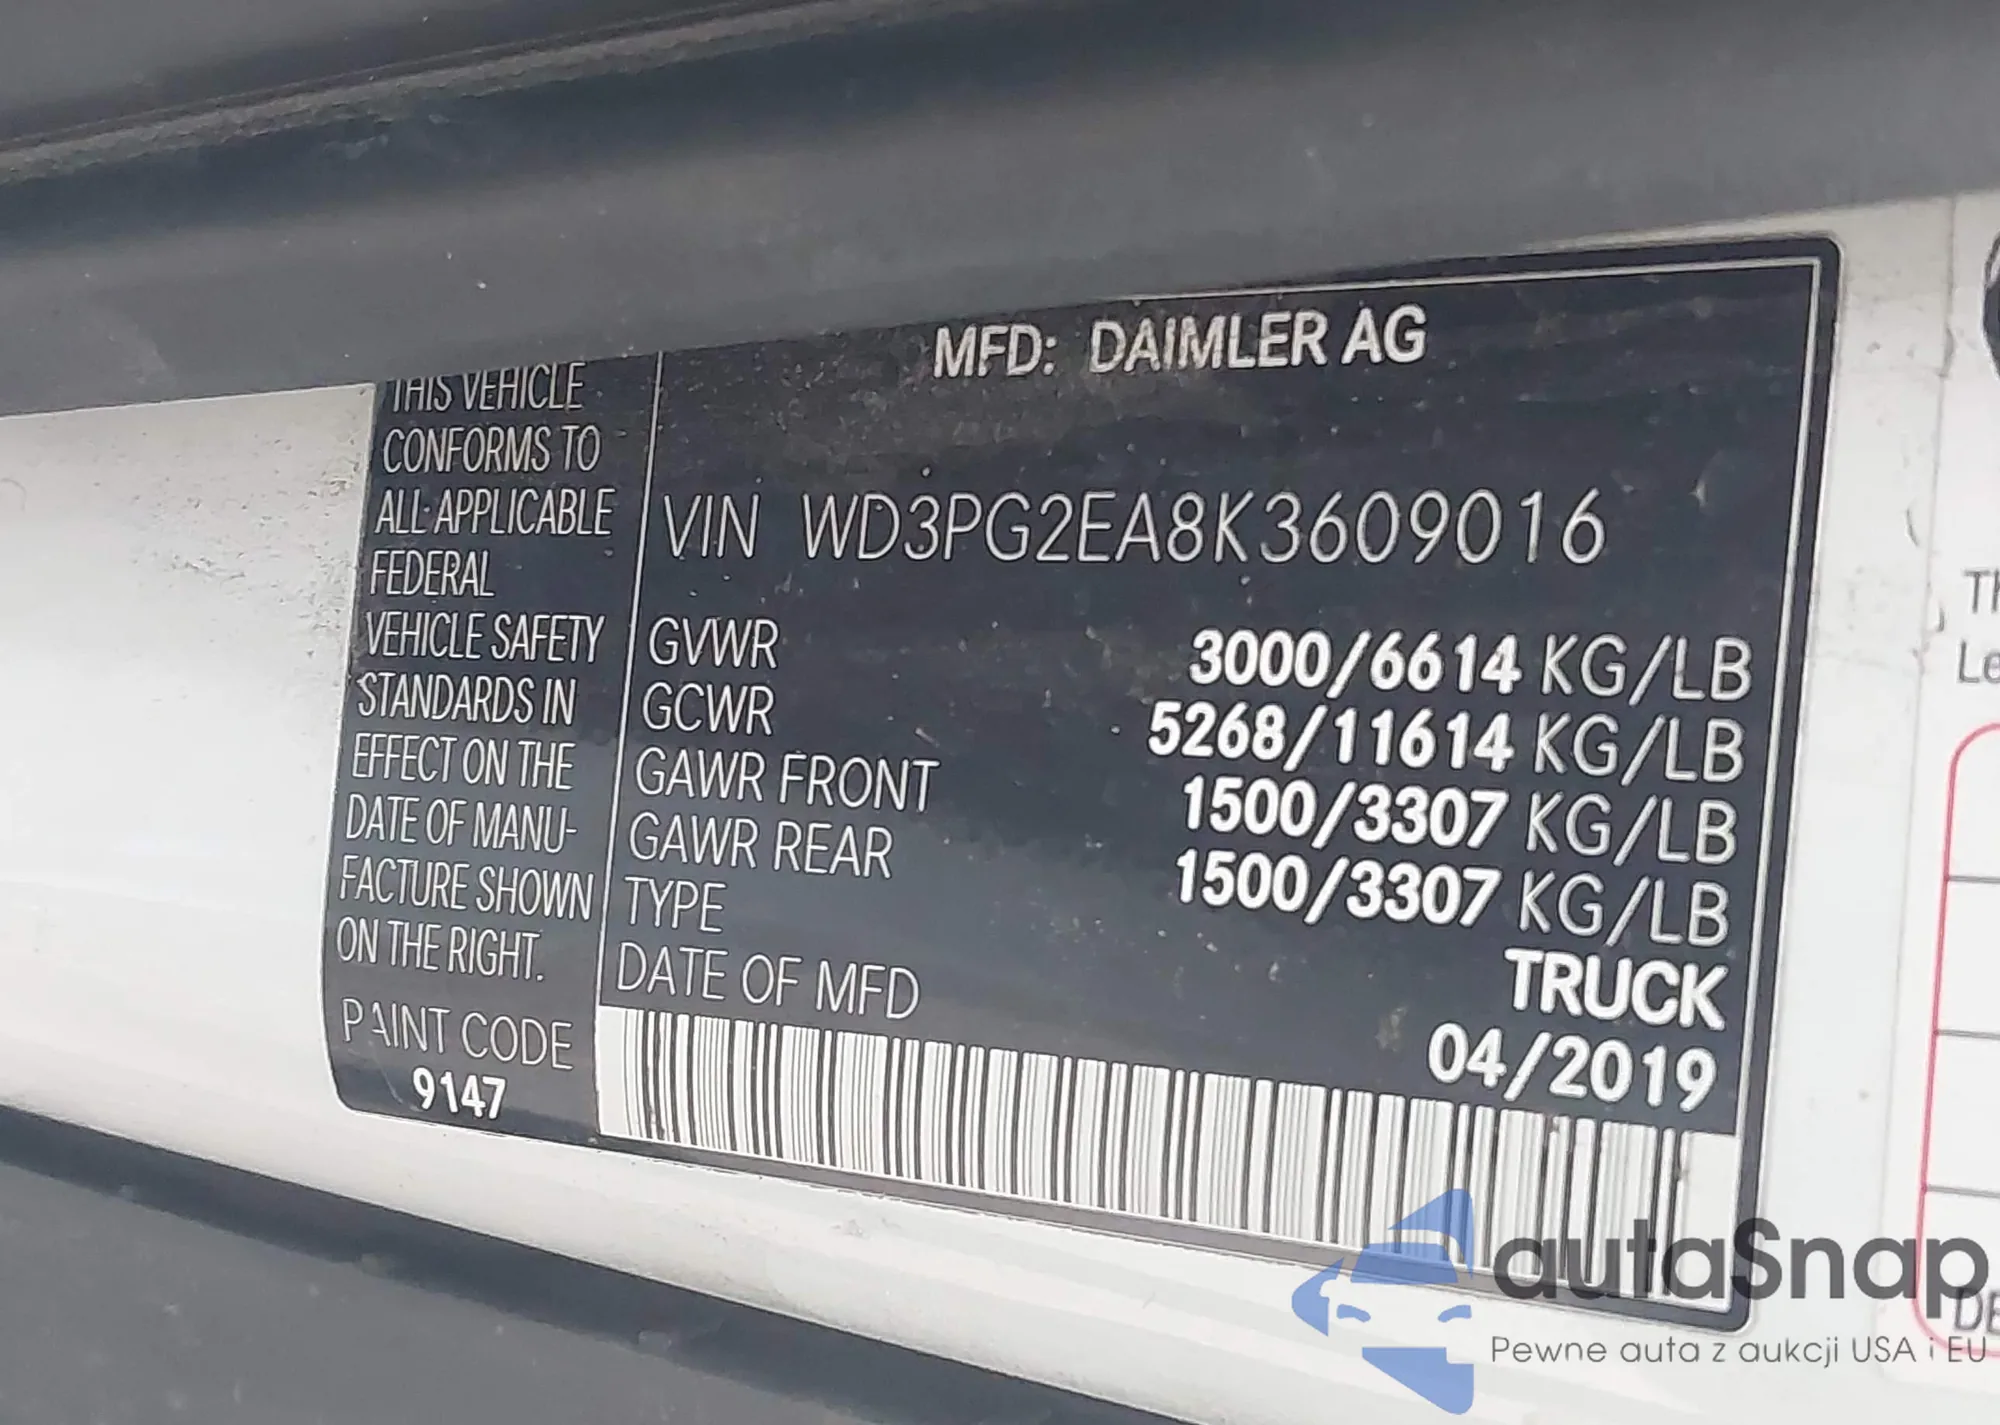 MFD: DAIMLER AG
THIS VEHICLE
CONFORMS TO
ALL APPLICABLE
FEDERAL
VEHICLE SAFETY
STANDARDS IN
EFFECT ON THE
DATE OF MANU-
FACTURE SHOWN
ON THE RIGHT.
PAINT CODE
9147
VIN WD3PG2EA8K3609016
GVWR 3000/6614 KG/LB
GCWR 5268/11614 KG/LB
GAWR FRONT 1500/3307 KG/LB
GAWR REAR 1500/3307 KG/LB
TYPE TRUCK
DATE OF MFD 04/2019
autaSnap
Pewne auta z aukcji USA i EU